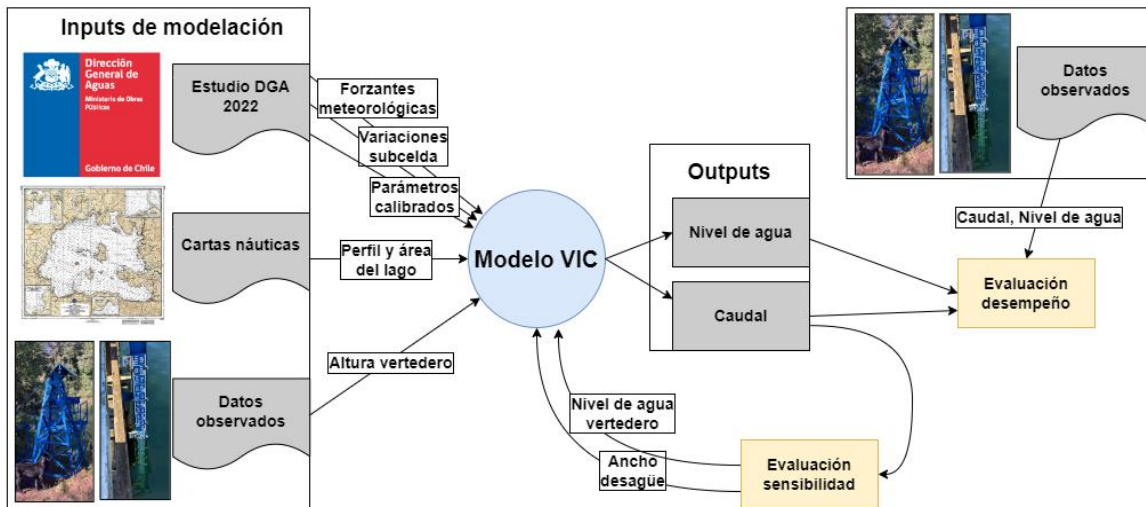 Inputs de modelación
Dirección
General de
Aguas
Ministerio de Obras
Públicas
Gobierno de Chile
Estudio DGA
2022
Forzantes
meteorológicas
Variaciones
subcelda
Parámetros
calibrados
Cartas náuticas
Perfil y área
del lago
Datos
observados
Altura vertedero
Modelo VIC
Outputs
Nivel de agua
Caudal
Nivel de agua
vertedero
Ancho
desagüe
Evaluación
sensibilidad
Datos
observados
Caudal, Nivel de agua
Evaluación
desempeño